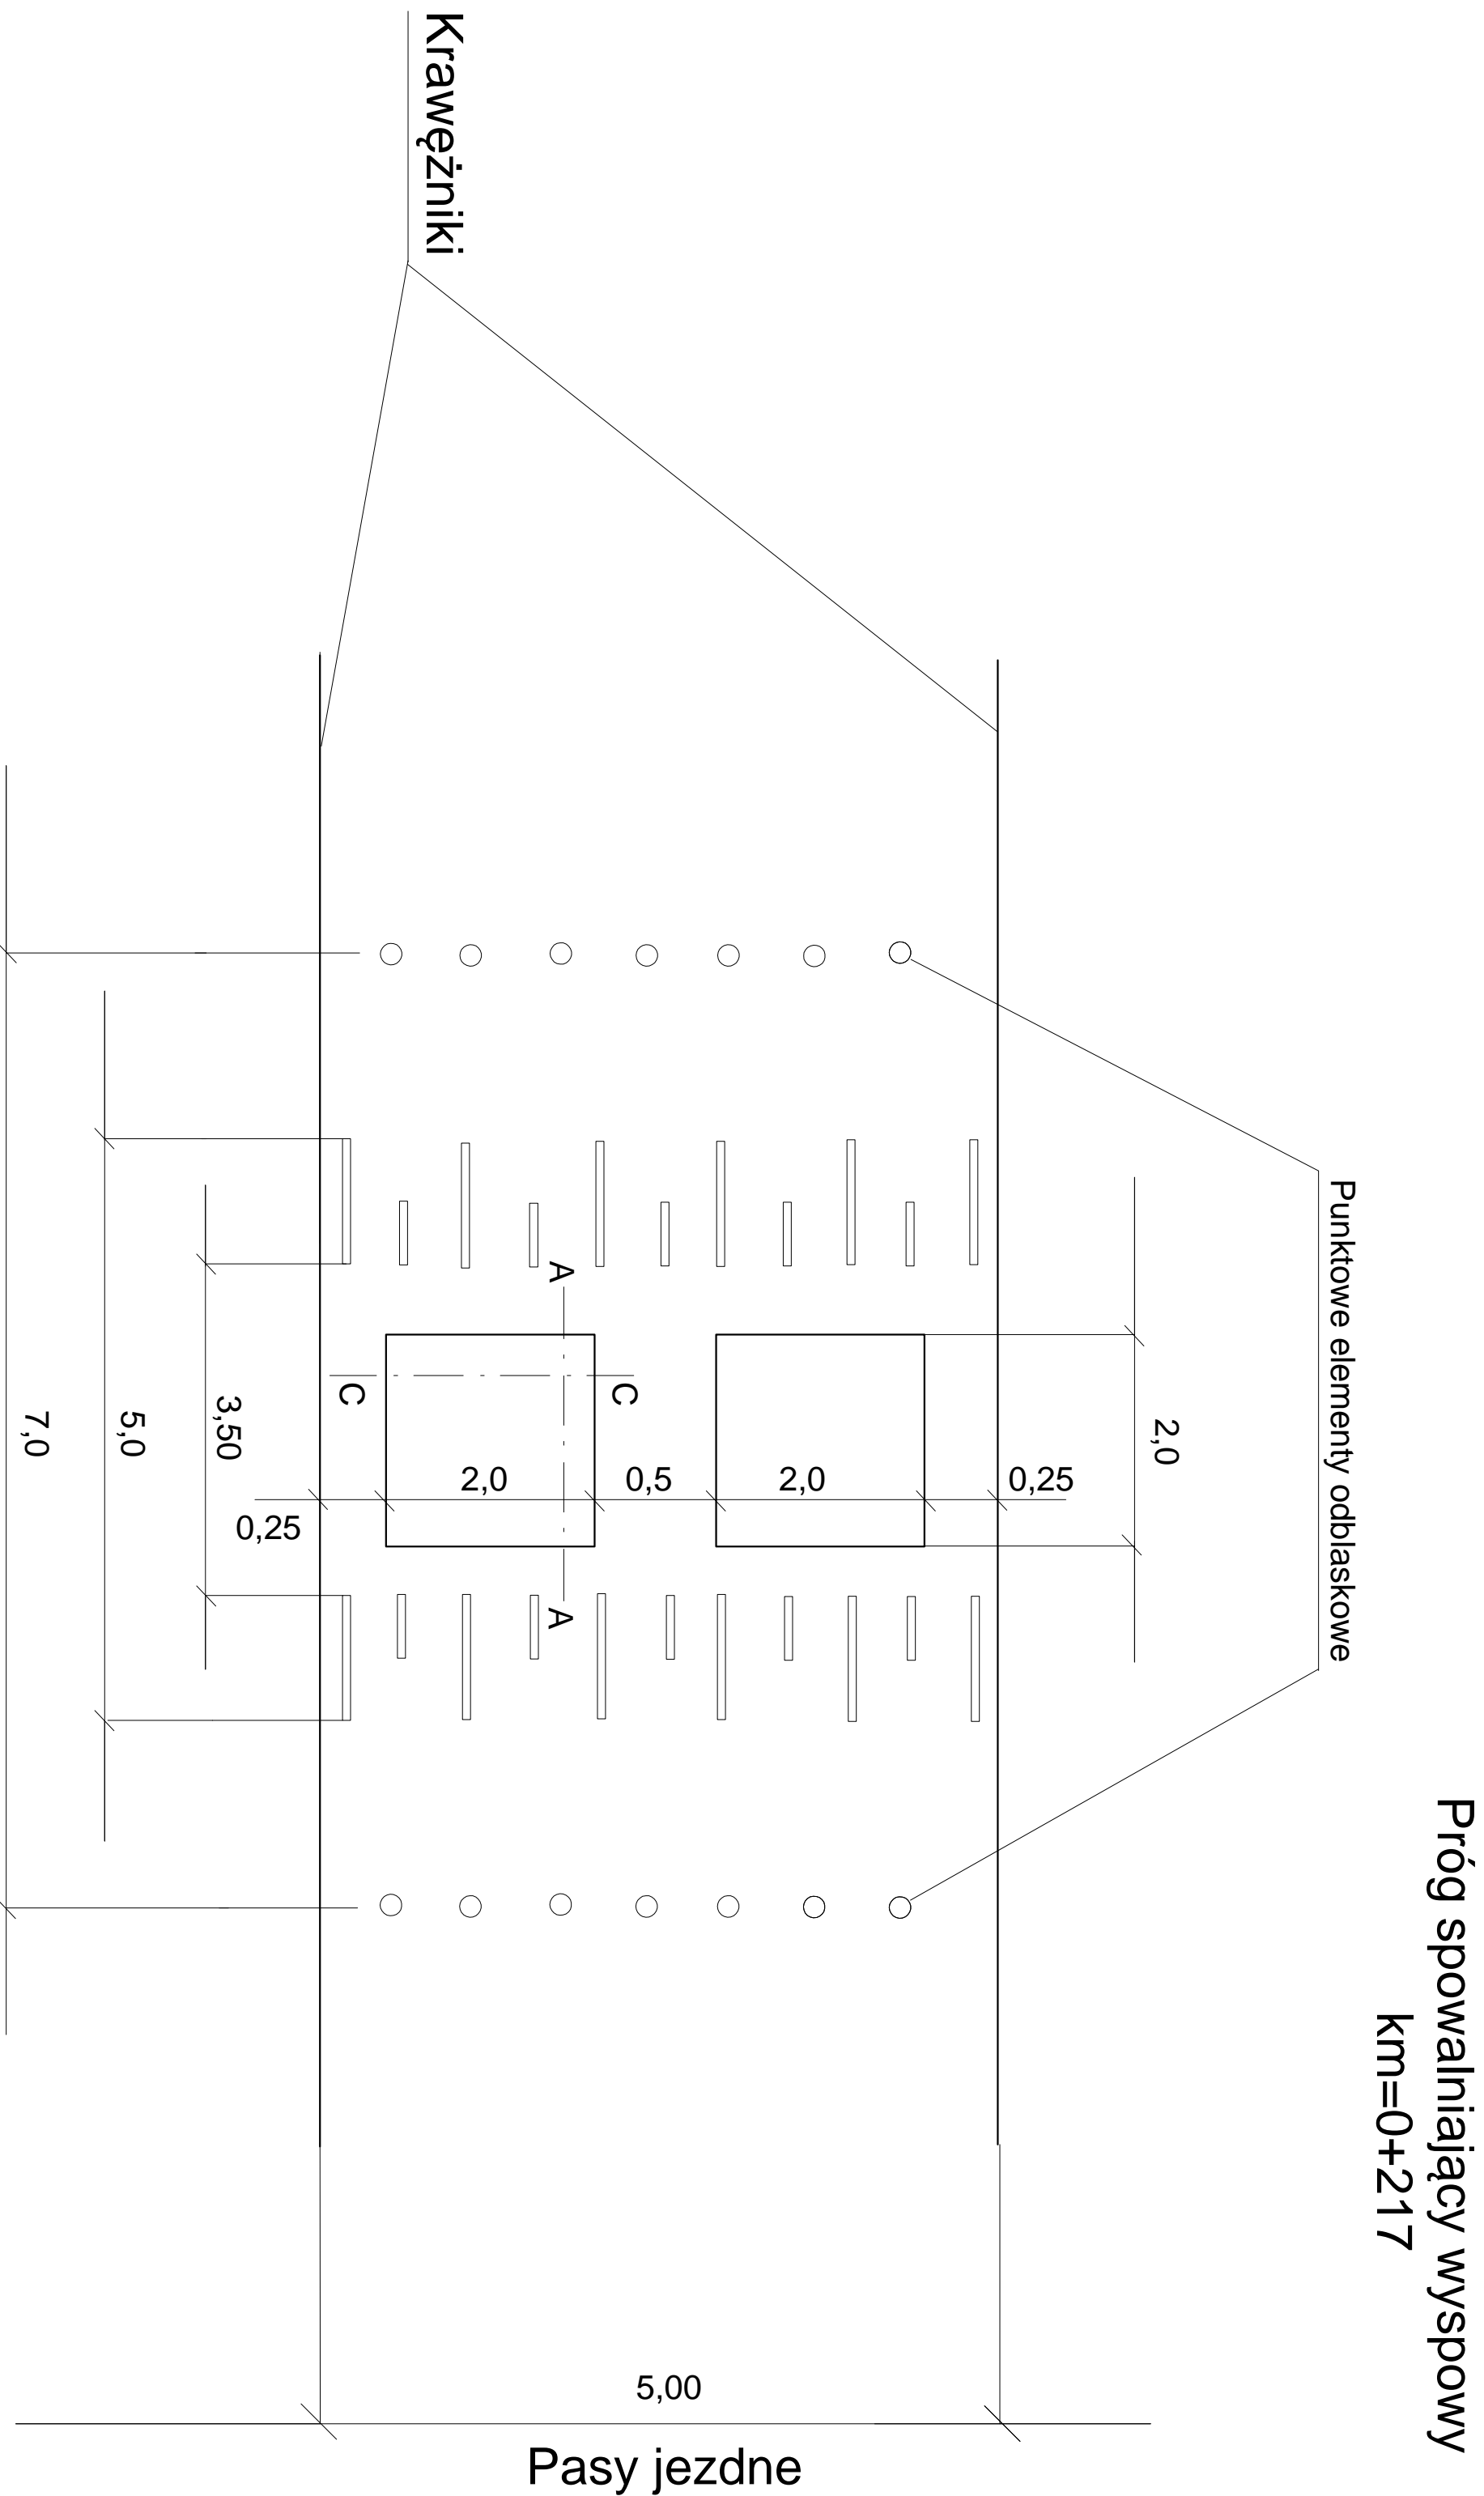 Próg spowalniający wyspowy
km=0+217
Krawężniki
Punktowe elementy odblaskowe
2,0
A
A
C
C
0,25
2,0
0,5
2,0
0,25
3,50
5,0
7,0
5,00
Pasy jezdne